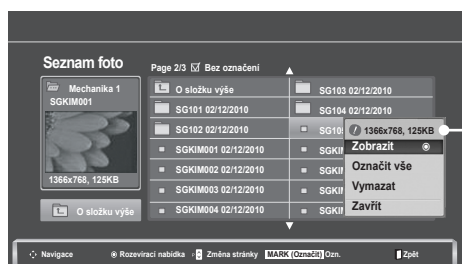 Seznam foto
Page 2/3 Bez označení
Mechanika 1
SGKIM001
1366x768, 125KB
O složku výše
O složku výše
SG101 02/12/2010
SG102 02/12/2010
SGKIM001 02/12/2010
SGKIM002 02/12/2010
SGKIM003 02/12/2010
SGKIM004 02/12/2010
SG103 02/12/2010
SG104 02/12/2010
1366x768, 125KB
Zobrazit
Označit vše
Vymazat
Zavřít
Navigace Rozevírací nabídka P Změna stránky MARK (Označit) Ozn. Zpět